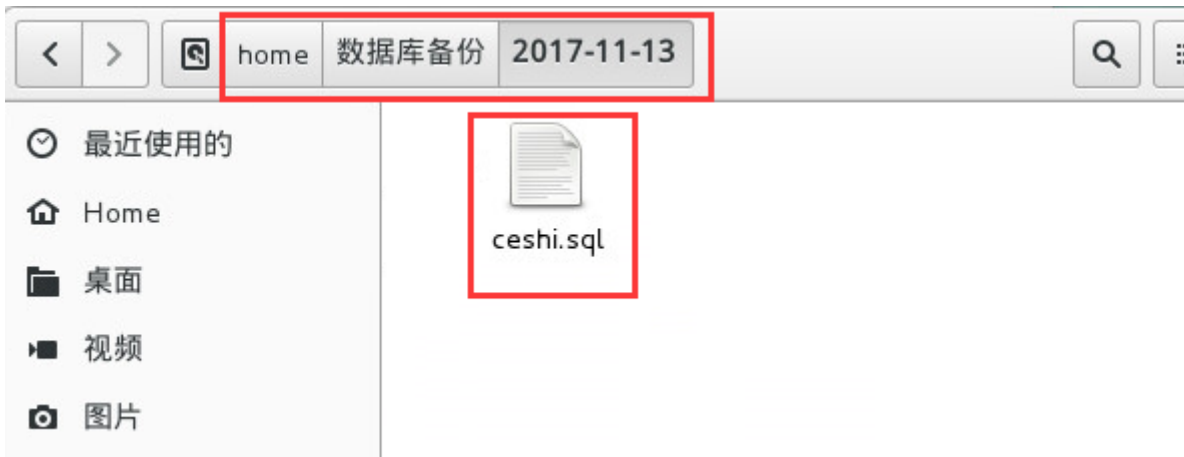 home 数据库备份 2017-11-13
最近使用的
Home
桌面
视频
图片
ceshi.sql